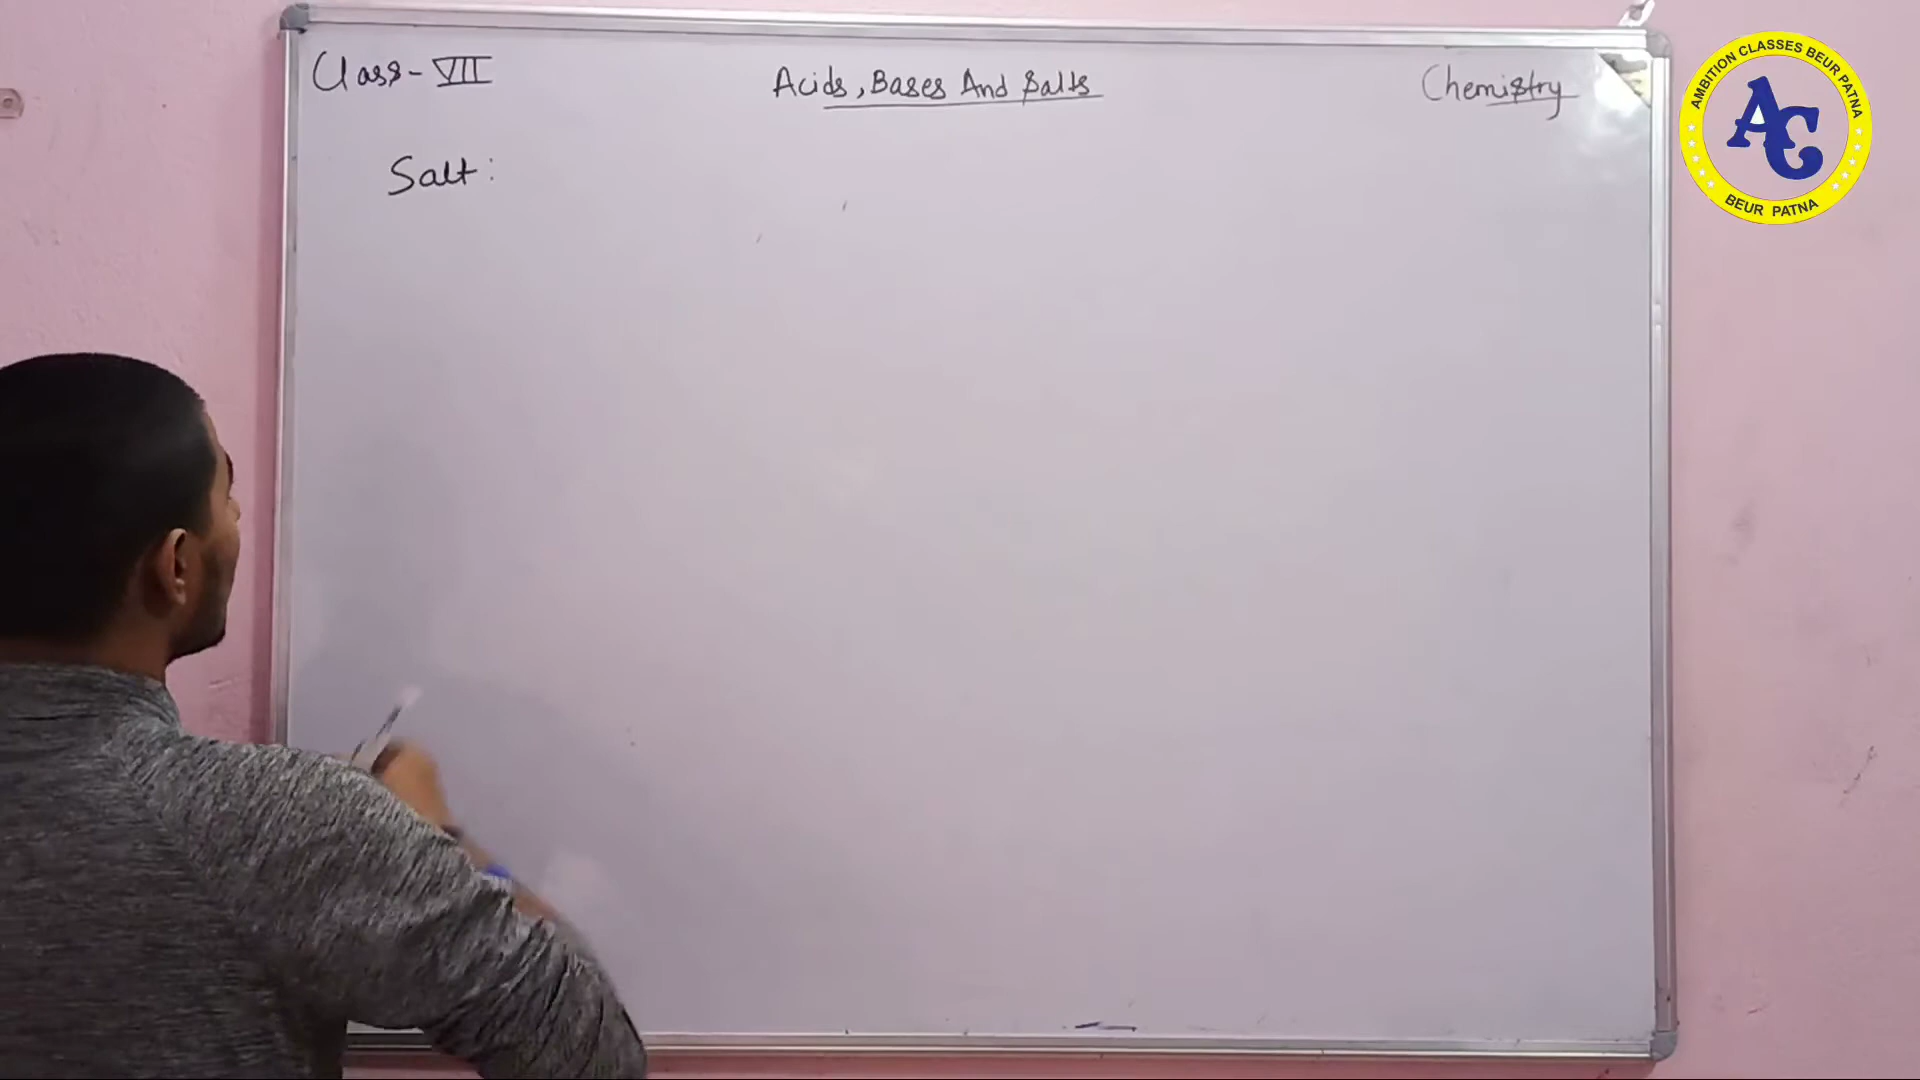 Class-VII Acids, Bases And Salts Chemistry
Salt:
AMBITION CLASSES BEUR PATNA
AC
BEUR PATNA